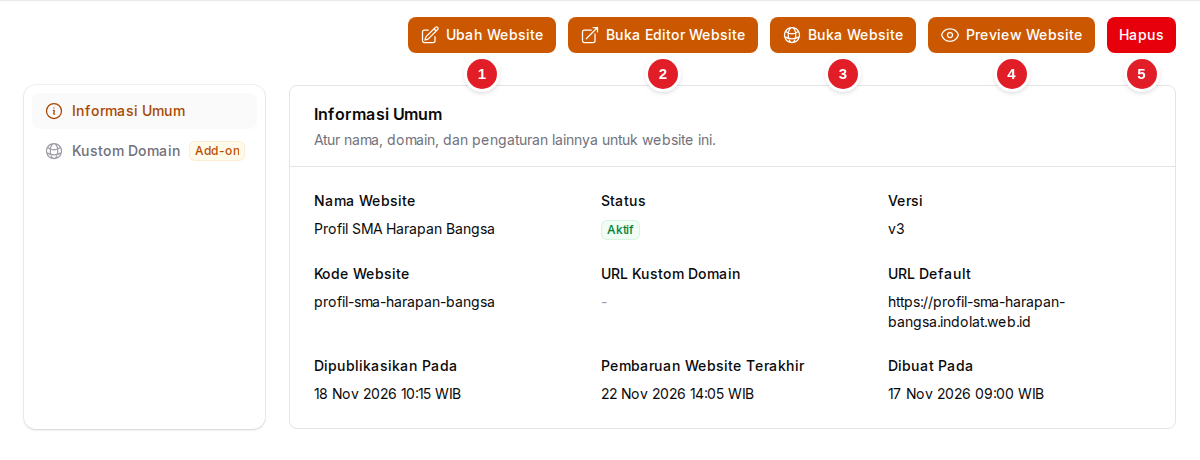 Ubah Website
Buka Editor Website
Buka Website
Preview Website
Hapus
1
2
3
4
5
Informasi Umum
Kustom Domain Add-on
Informasi Umum
Atur nama, domain, dan pengaturan lainnya untuk website ini.
Nama Website
Profil SMA Harapan Bangsa
Status
Aktif
Versi
v3
Kode Website
profil-sma-harapan-bangsa
URL Kustom Domain
-
URL Default
https://profil-sma-harapan-
bangsa.indolat.web.id
Dipublikasikan Pada
18 Nov 2026 10:15 WIB
Pembaruan Website Terakhir
22 Nov 2026 14:05 WIB
Dibuat Pada
17 Nov 2026 09:00 WIB